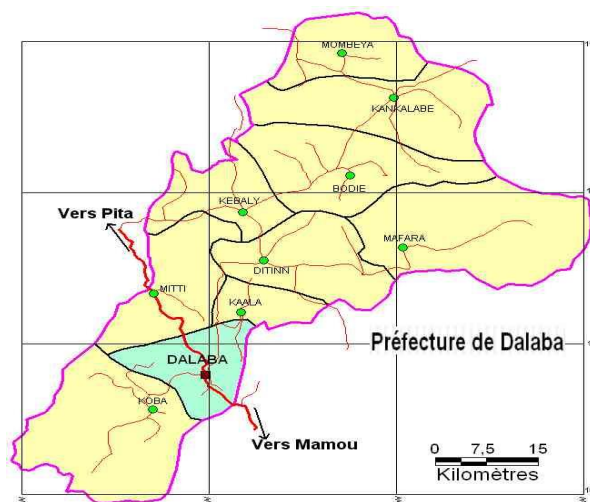 MOMBEYA
KANKALABE
BODIE
KEBALY
Vers Pita
MAFARA
DITINN
MITTI
KAALA
Préfecture de Dalaba
DALABA
KOBA
Vers Mamou
0 7,5 15
Kilomètres